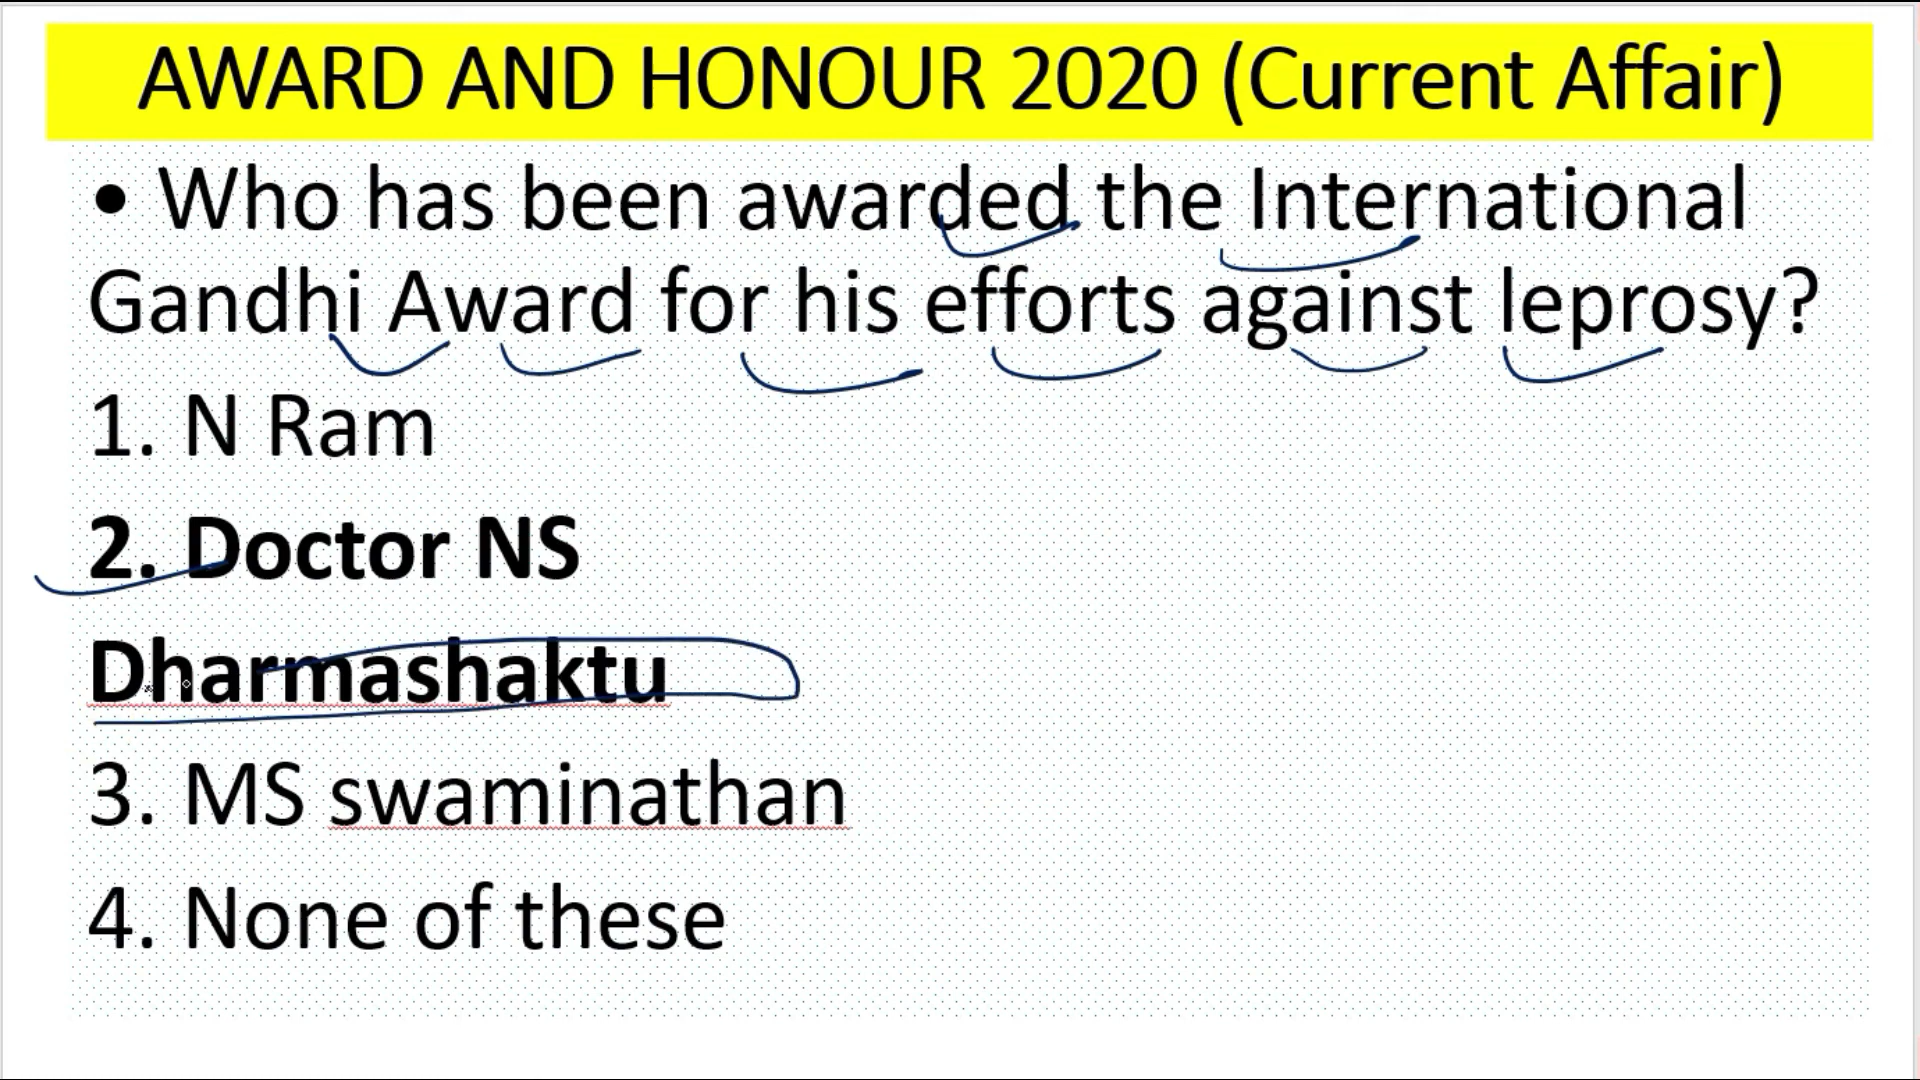 AWARD AND HONOUR 2020 (Current Affair)
• Who has been awarded the International
Gandhi Award for his efforts against leprosy?
1. N Ram
2. Doctor NS
Dharmashaktu
3. MS swaminathan
4. None of these